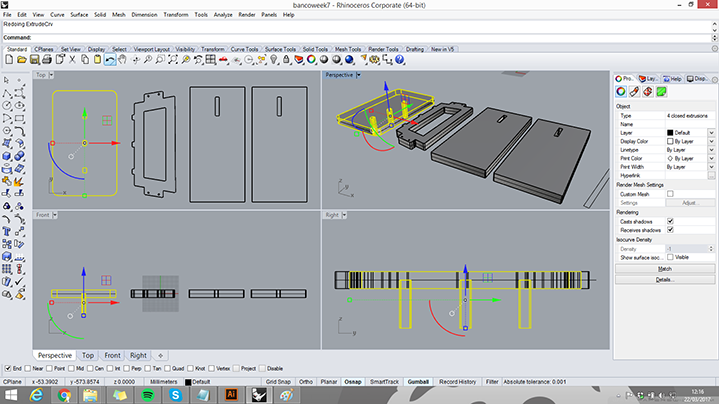 bancoweek7 - Rhinoceros Corporate (64-bit)
File Edit View Curve Surface Solid Mesh Dimension Transform Tools Analyze Render Panels Help
Redoing ExtrudeCrv
Command:
Standard CPlanes Set View Display Select Viewport Layout Visibility Transform Curve Tools Surface Tools Solid Tools Mesh Tools Render Tools Drafting New in V5
Top
Perspective
Pro... Lay... Help Disp...
Object
Type 4 closed extrusions
Name
Layer Default
Display Color By Layer
Linetype By Layer
Print Color By Layer
Print Width By Layer
Hyperlink
Render Mesh Settings
Custom Mesh
Settings Adjust...
Rendering
Casts shadows
Receives shadows
Isocurve Density
Density -1
Show surface isoc... Visible
Match
Details...
Front
Right
Perspective Top Front Right
End Near Point Mid Cen Int Perp Tan Quad Knot Vertex Project Disable
CPlane x -53.3902 y -573.8574 z 0.0000 Millimeters Default Grid Snap Ortho Planar Osnap SmartTrack Gumball Record History Filter Absolute tolerance: 0.001
12:16
22/03/2017